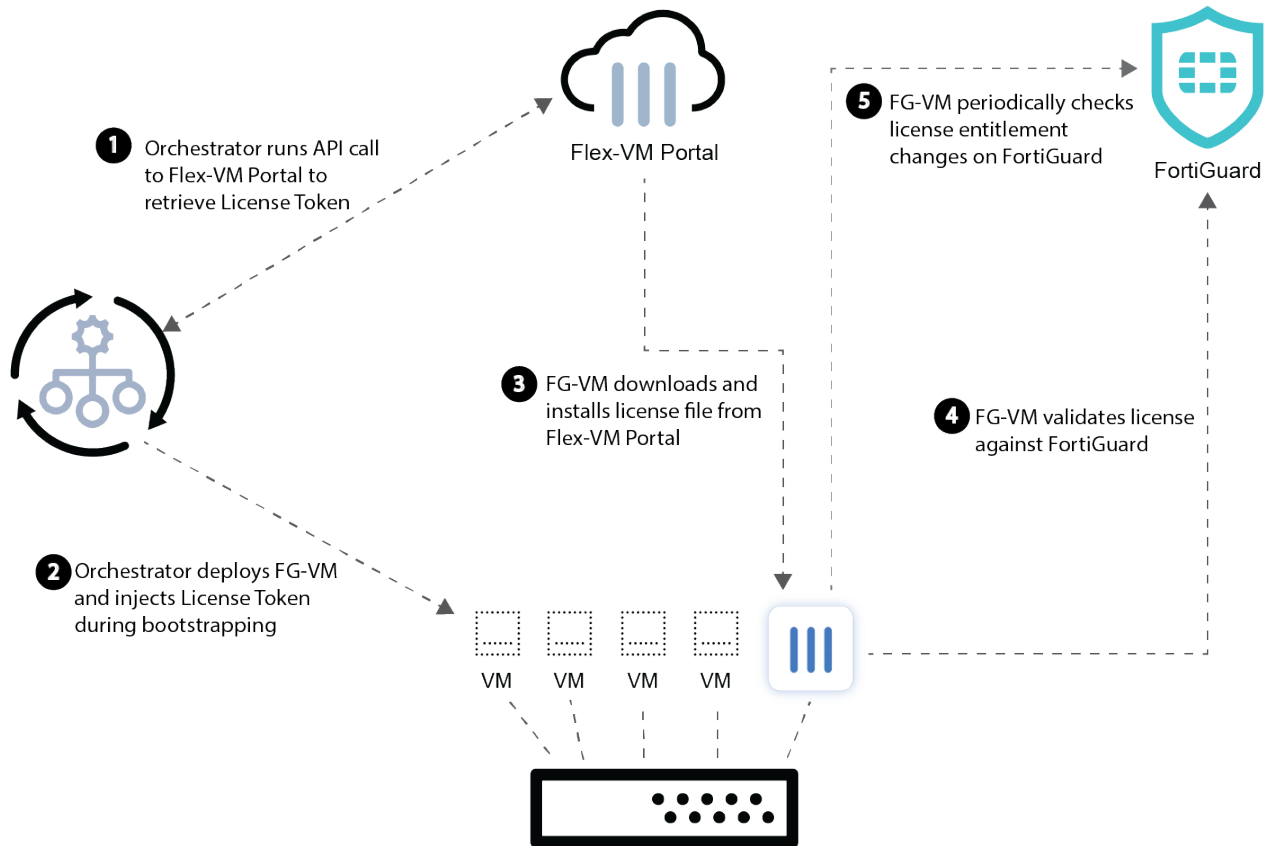 1
Orchestrator runs API call
to Flex-VM Portal to
retrieve License Token
Flex-VM Portal
5
FG-VM periodically checks
license entitlement
changes on FortiGuard
FortiGuard
3
FG-VM downloads and
installs license file from
Flex-VM Portal
4
FG-VM validates license
against FortiGuard
2
Orchestrator deploys FG-VM
and injects License Token
during bootstrapping
VM
VM
VM
VM